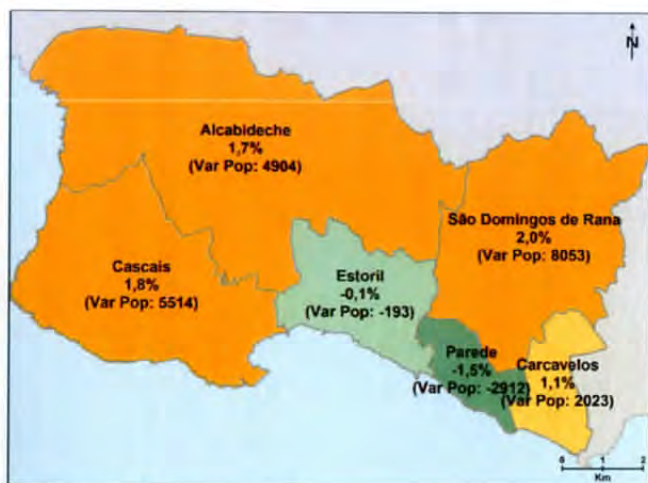 N
Alcabideche
1,7%
(Var Pop: 4904)
São Domingos de Rana
2,0%
(Var Pop: 8053)
Cascais
1,8%
(Var Pop: 5514)
Estoril
-0,1%
(Var Pop: -193)
Parede
-1,5%
(Var Pop: -2912)
Carcavelos
1,1%
(Var Pop: 2023)
0 1 2
Km